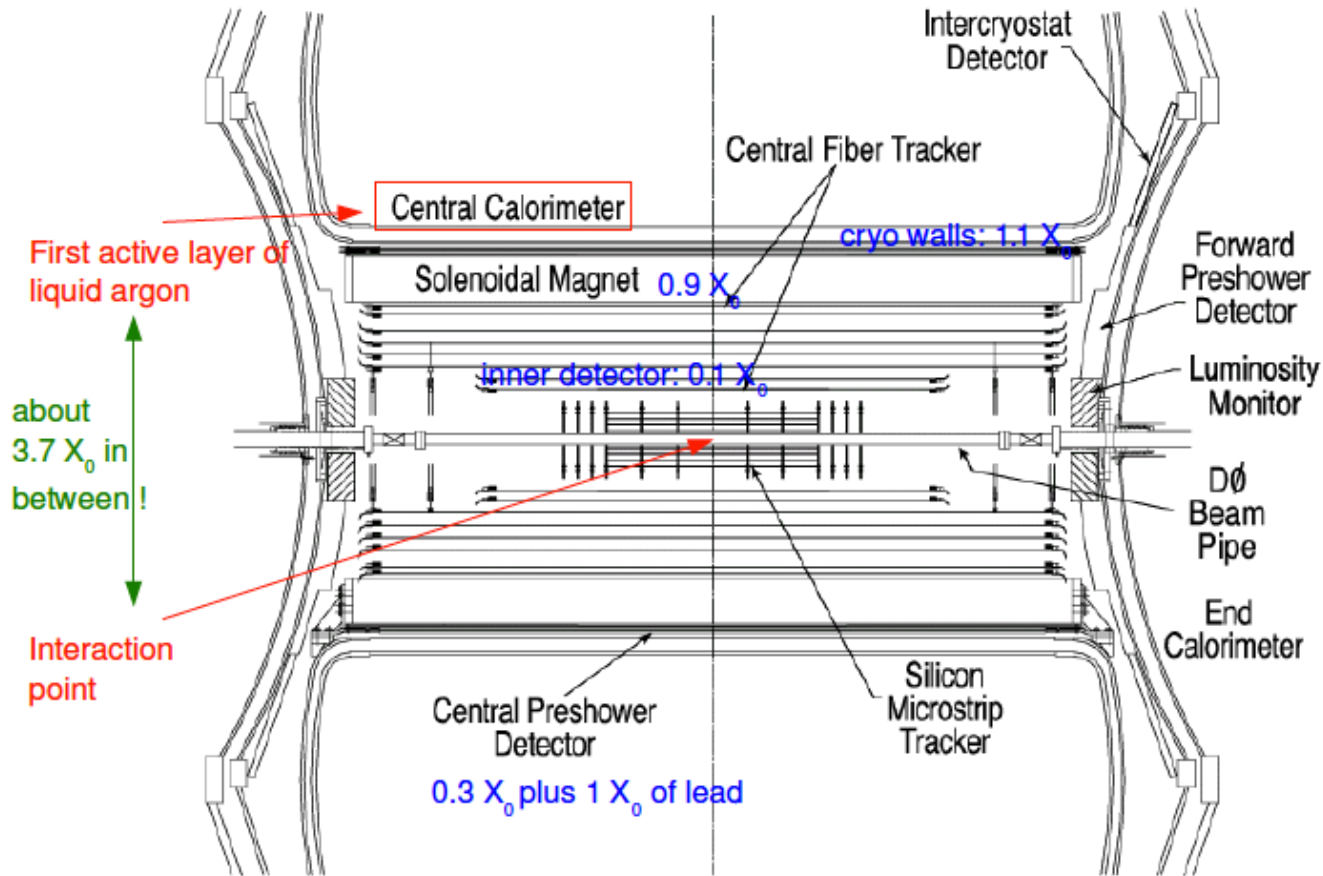 Intercryostat
Detector
Central Fiber Tracker
Central Calorimeter
cryo walls: 1.1 X₀
First active layer of
liquid argon
Solenoidal Magnet
0.9 X₀
Forward
Preshower
Detector
inner detector: 0.1 X₀
Luminosity
Monitor
about
3.7 X₀ in
between !
DØ
Beam
Pipe
Interaction
point
End
Calorimeter
Silicon
Microstrip
Tracker
Central Preshower
Detector
0.3 X₀ plus 1 X₀ of lead